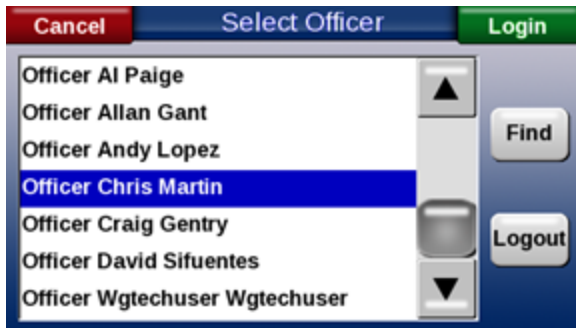 Cancel Select Officer Login
Officer Al Paige
Officer Allan Gant
Officer Andy Lopez
Officer Chris Martin
Officer Craig Gentry
Officer David Sifuentes
Officer Wgtechuser Wgtechuser
Find
Logout